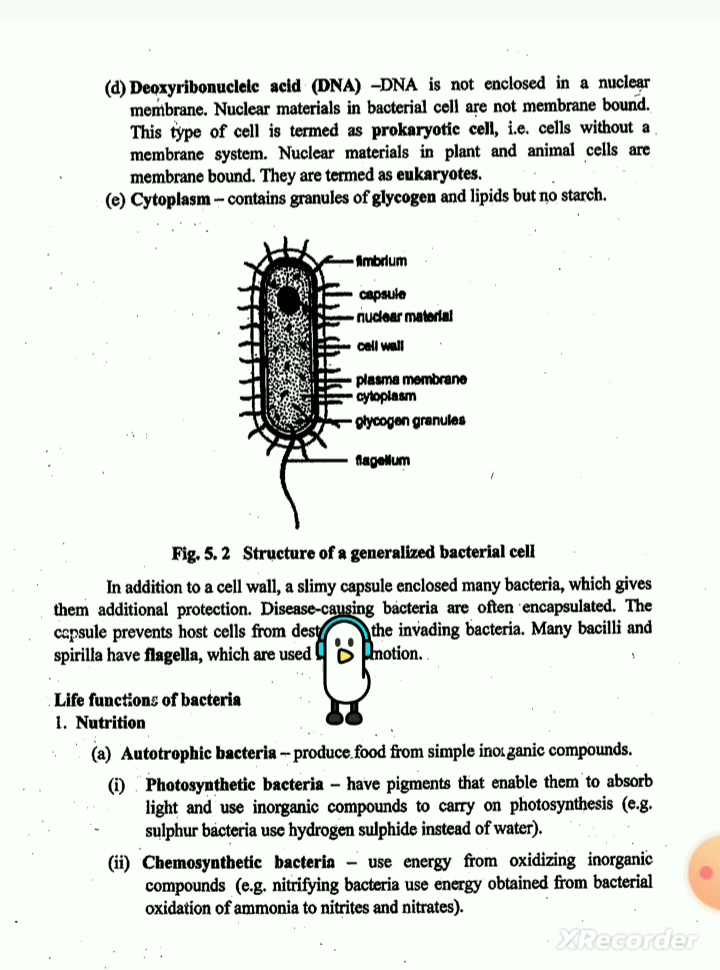 (d) Deoxyribonucleic acid (DNA) –DNA is not enclosed in a nuclear
membrane. Nuclear materials in bacterial cell are not membrane bound.
This type of cell is termed as prokaryotic cell, i.e. cells without a
membrane system. Nuclear materials in plant and animal cells are
membrane bound. They are termed as eukaryotes.
(e) Cytoplasm – contains granules of glycogen and lipids but no starch.
fimbrium
capsule
nuclear material
cell wall
plasma membrane
cytoplasm
glycogen granules
flagellum
Fig. 5. 2 Structure of a generalized bacterial cell
In addition to a cell wall, a slimy capsule enclosed many bacteria, which gives
them additional protection. Disease-causing bacteria are often encapsulated. The
capsule prevents host cells from the invading bacteria. Many bacilli and
spirilla have flagella, which are used
Life functions of bacteria
1. Nutrition
(a) Autotrophic bacteria – produce food from simple inorganic compounds.
(i) Photosynthetic bacteria – have pigments that enable them to absorb
light and use inorganic compounds to carry on photosynthesis (e.g.
sulphur bacteria use hydrogen sulphide instead of water).
(ii) Chemosynthetic bacteria – use energy from oxidizing inorganic
compounds (e.g. nitrifying bacteria use energy obtained from bacterial
oxidation of ammonia to nitrites and nitrates).
XRecorder